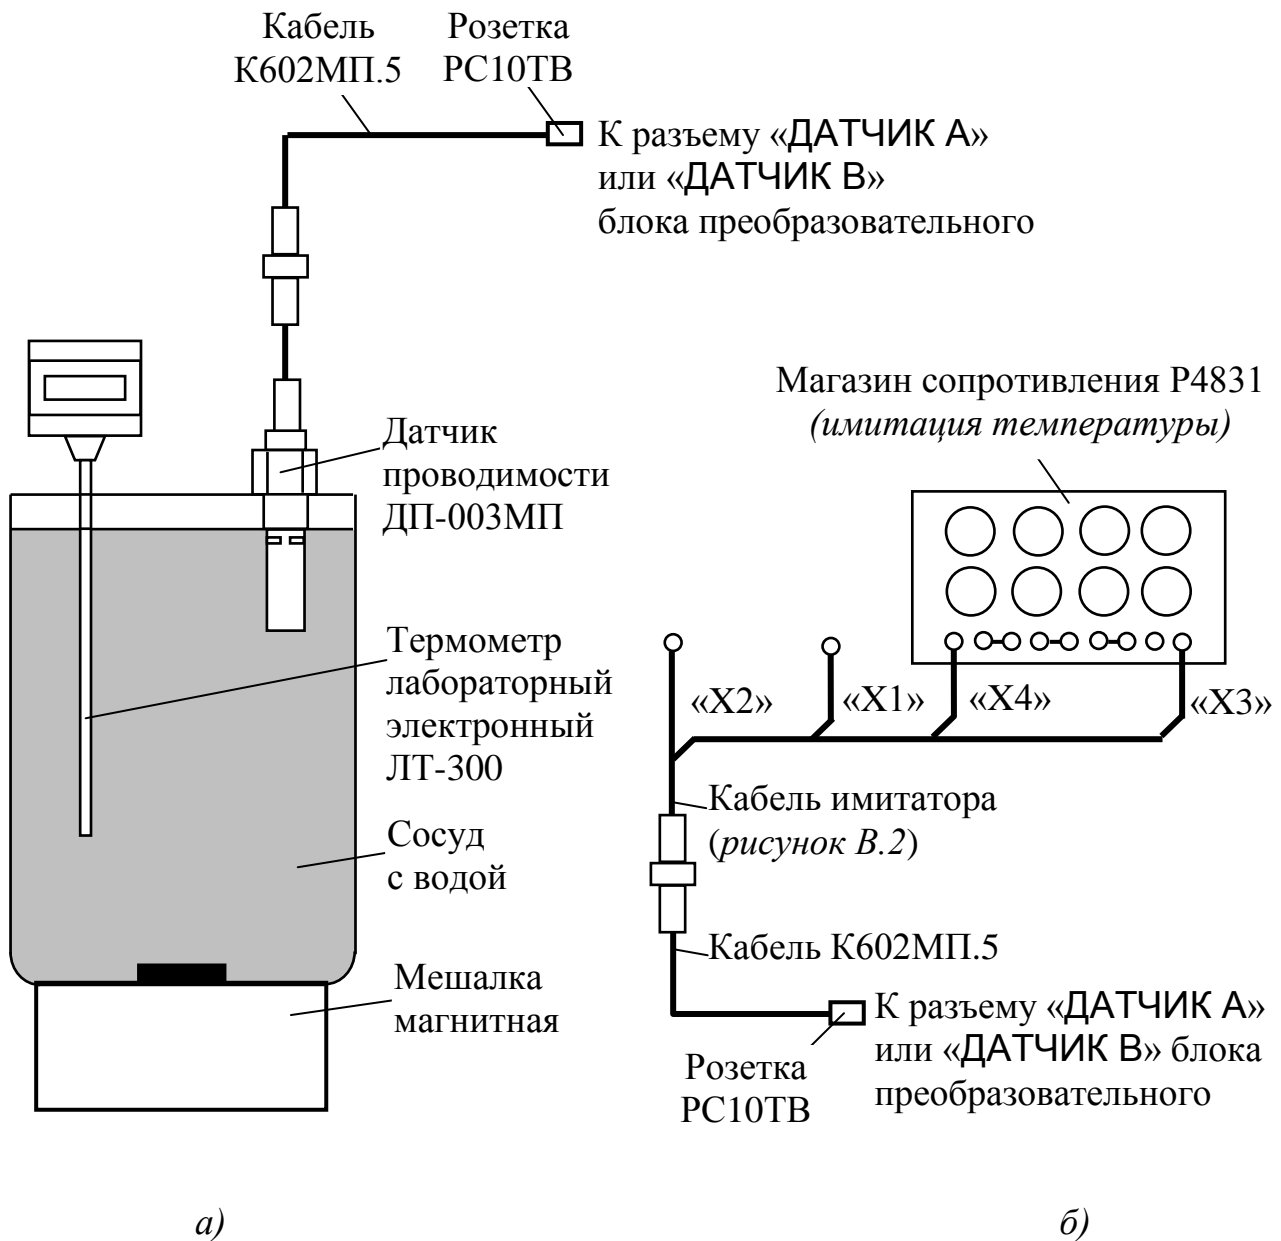 Кабель
К602МП.5
Розетка
РС10ТВ
К разъему «ДАТЧИК А»
или «ДАТЧИК В»
блока преобразовательного
Датчик
проводимости
ДП-003МП
Термометр
лабораторный
электронный
ЛТ-300
Сосуд
с водой
Мешалка
магнитная
а)
Магазин сопротивления Р4831
(имитация температуры)
«Х2»
«Х1»
«Х4»
«Х3»
Кабель имитатора
(рисунок В.2)
Кабель К602МП.5
К разъему «ДАТЧИК А»
или «ДАТЧИК В» блока
преобразовательного
Розетка
РС10ТВ
б)